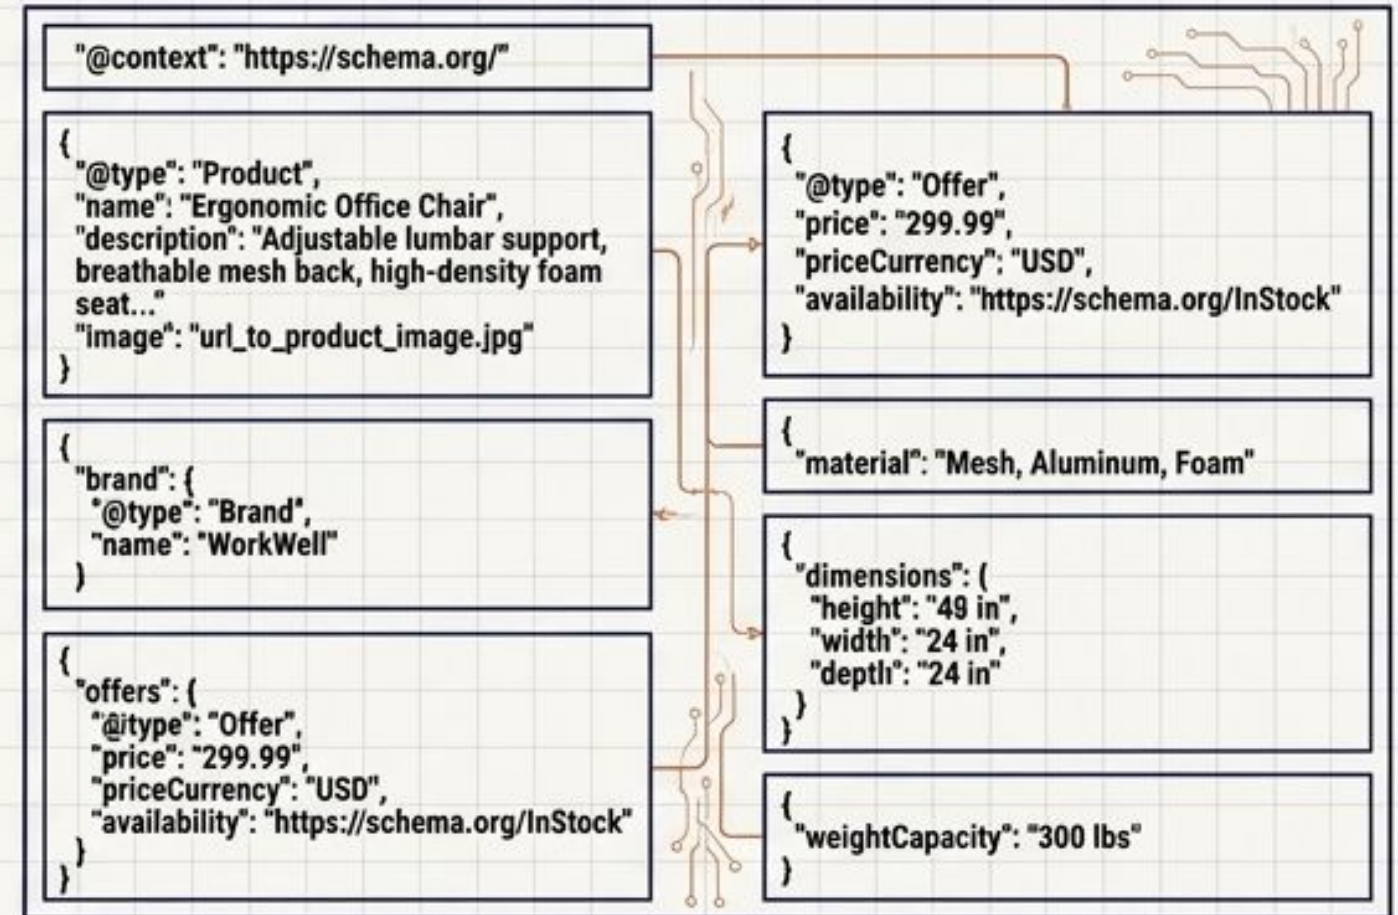 "@context": "https://schema.org/"
{
"@type": "Product",
"name": "Ergonomic Office Chair",
"description": "Adjustable lumbar support,
breathable mesh back, high-density foam
seat..."
"image": "url_to_product_image.jpg"
}
{
"brand": {
"@type": "Brand",
"name": "WorkWell"
)
{
"offers": (
"@type": "Offer",
"price": "299.99",
"priceCurrency": "USD",
"availability": "https://schema.org/InStock"
}
}
{
"@type": "Offer",
"price": "299.99",
"priceCurrency": "USD",
"availability": "https://schema.org/InStock"
}
{
"material": "Mesh, Aluminum, Foam"
{
"dimensions": (
"height": "49 in",
"width": "24 in",
"depth": "24 in"
}
}
{
"weightCapacity": "300 lbs"
}